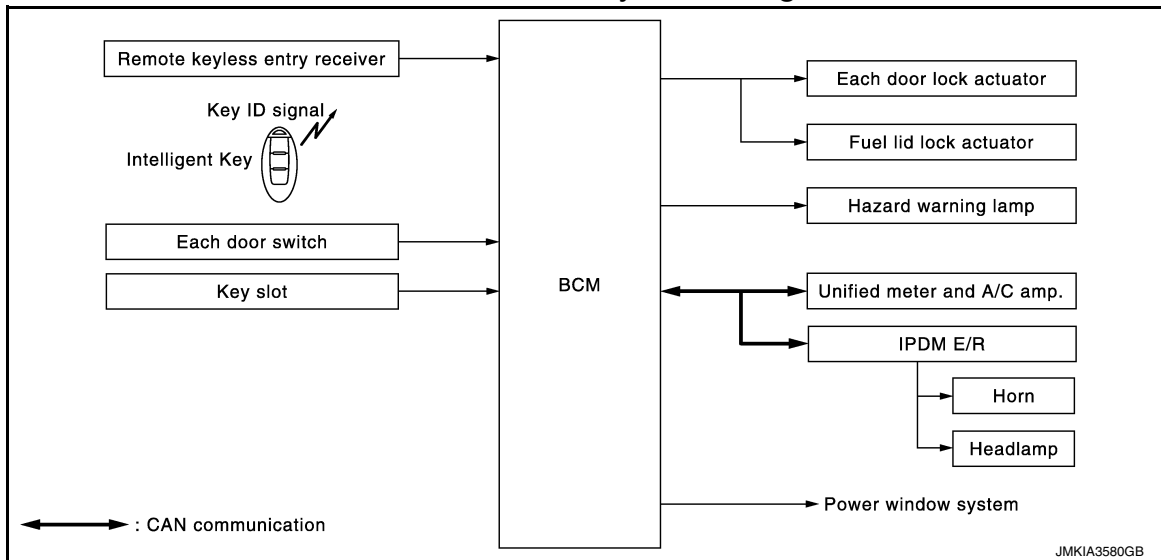 Remote keyless entry receiver
Key ID signal
Intelligent Key
Each door switch
Key slot
BCM
Each door lock actuator
Fuel lid lock actuator
Hazard warning lamp
Unified meter and A/C amp.
IPDM E/R
Horn
Headlamp
Power window system
: CAN communication
JMKIA3580GB